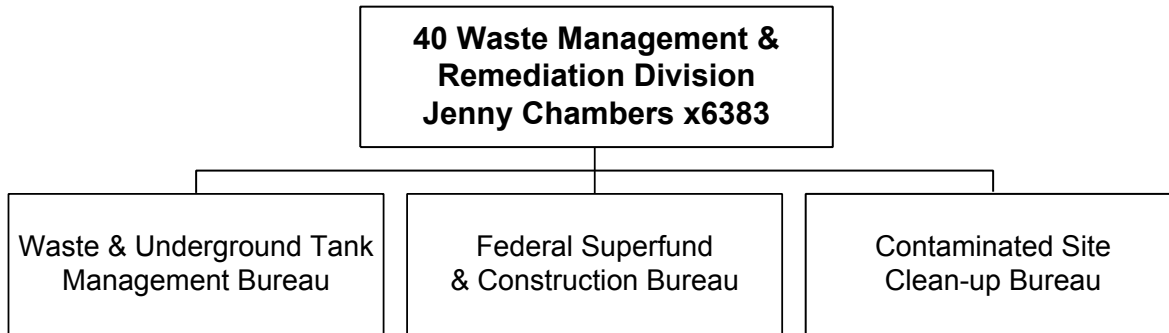 40 Waste Management &
Remediation Division
Jenny Chambers x6383
Waste & Underground Tank
Management Bureau
Federal Superfund
& Construction Bureau
Contaminated Site
Clean-up Bureau